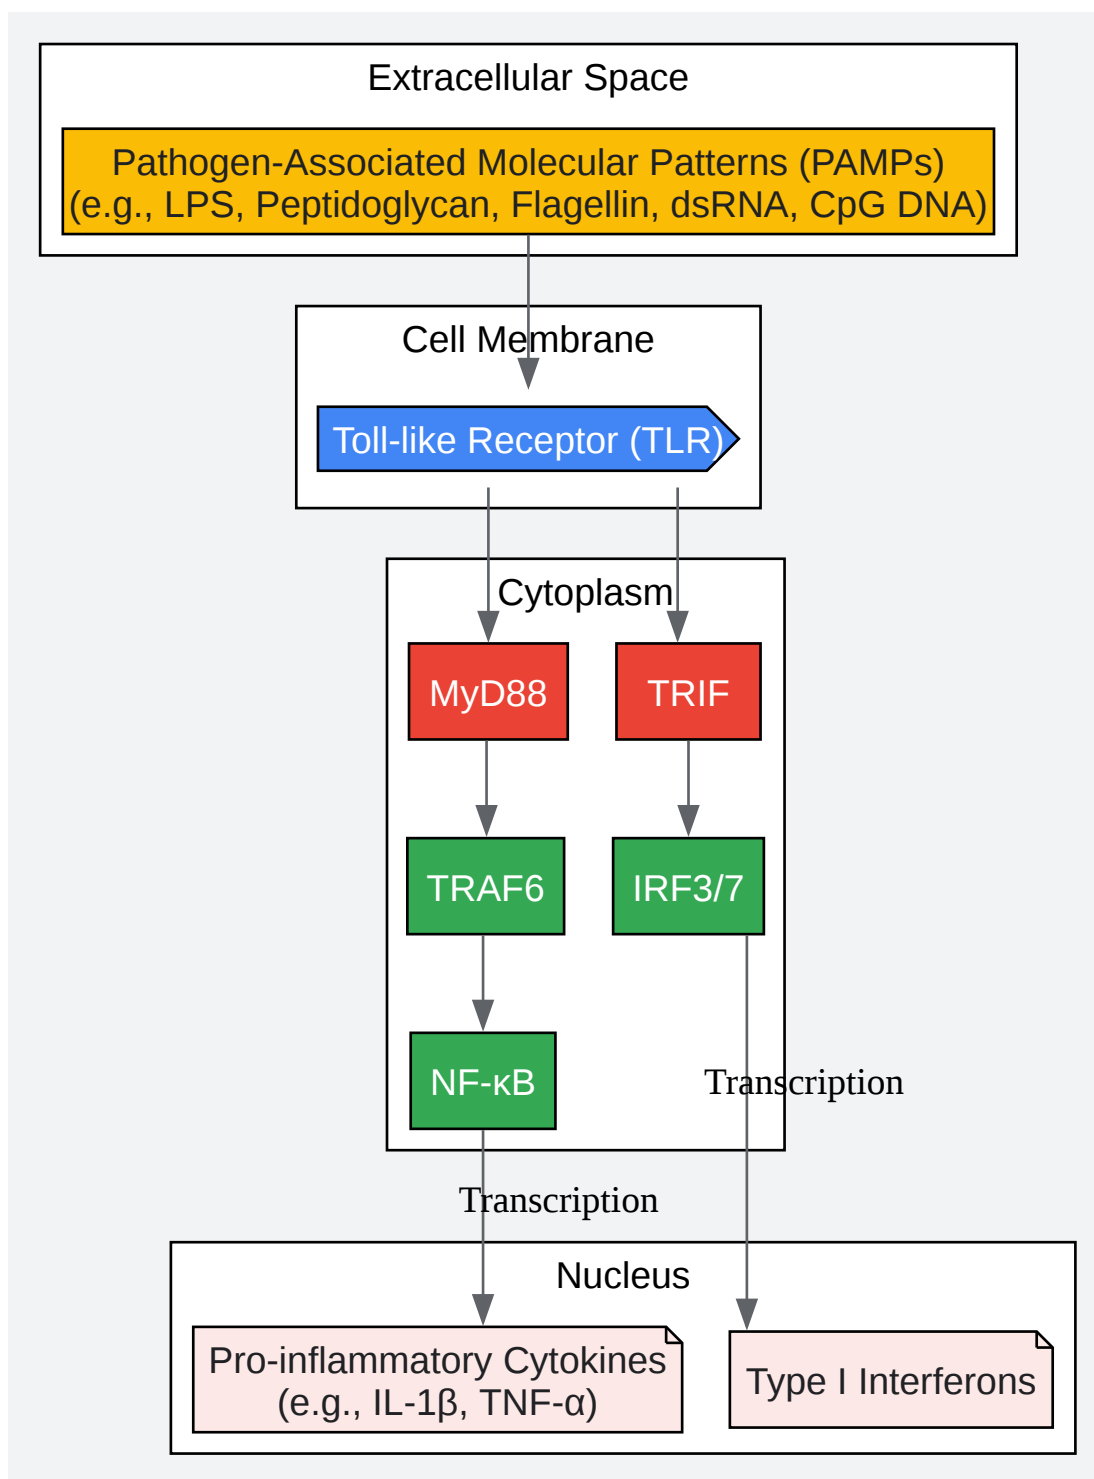 Extracellular Space
Pathogen-Associated Molecular Patterns (PAMPs)
(e.g., LPS, Peptidoglycan, Flagellin, dsRNA, CpG DNA)
Cell Membrane
Toll-like Receptor (TLR)
Cytoplasm
MyD88
TRIF
TRAF6
IRF3/7
NF-κB
Transcription
Transcription
Nucleus
Pro-inflammatory Cytokines
(e.g., IL-1β, TNF-α)
Type I Interferons